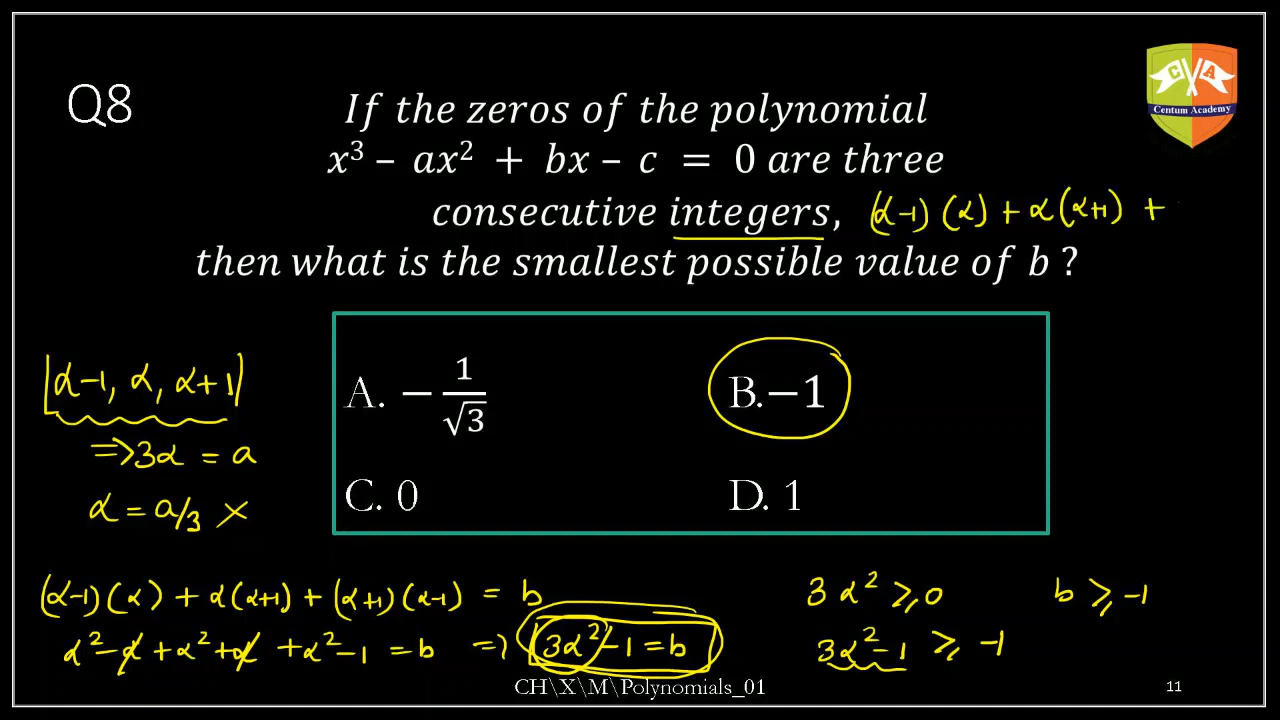 Q8
If the zeros of the polynomial
x³ – ax² + bx – c = 0 are three
consecutive integers, (α-1)(α) + α(α+1) +
then what is the smallest possible value of b ?
C A
Centum Academy
[α-1, α, α+1]
⇒3α = a
α = a/3 ×
A. −1/√3
B.−1
C. 0
D. 1
(α-1)(α) + α(α+1) + (α+1)(α-1) = b
α²-α+α²+α +α²-1 = b ⇒ 3α²-1=b
3α² ≥ 0
3α²-1 ≥ -1
b ≥ -1
CH\X\M\Polynomials_01
11